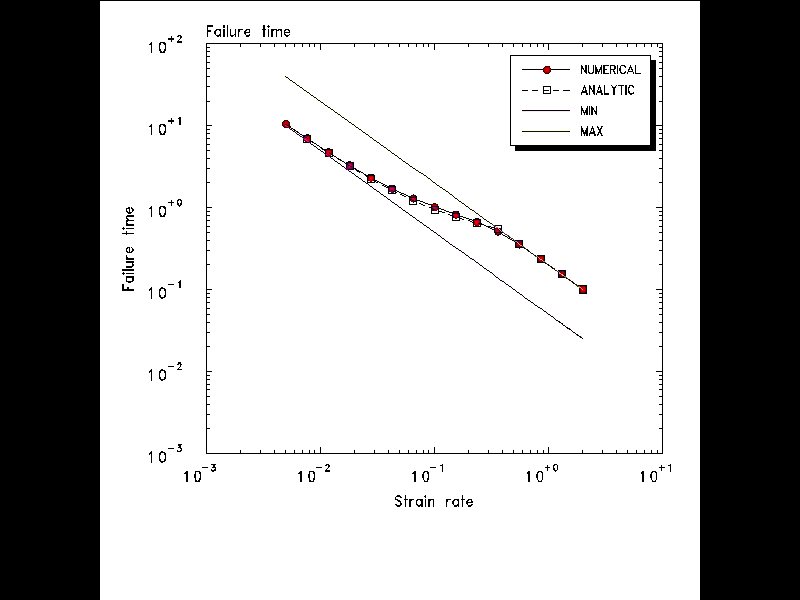 Failure time
10^+2
NUMERICAL
ANALYTIC
MIN
MAX
10^+1
10^+0
Failure time
10^-1
10^-2
10^-3
10^-3 10^-2 10^-1 10^+0 10^+1
Strain rate